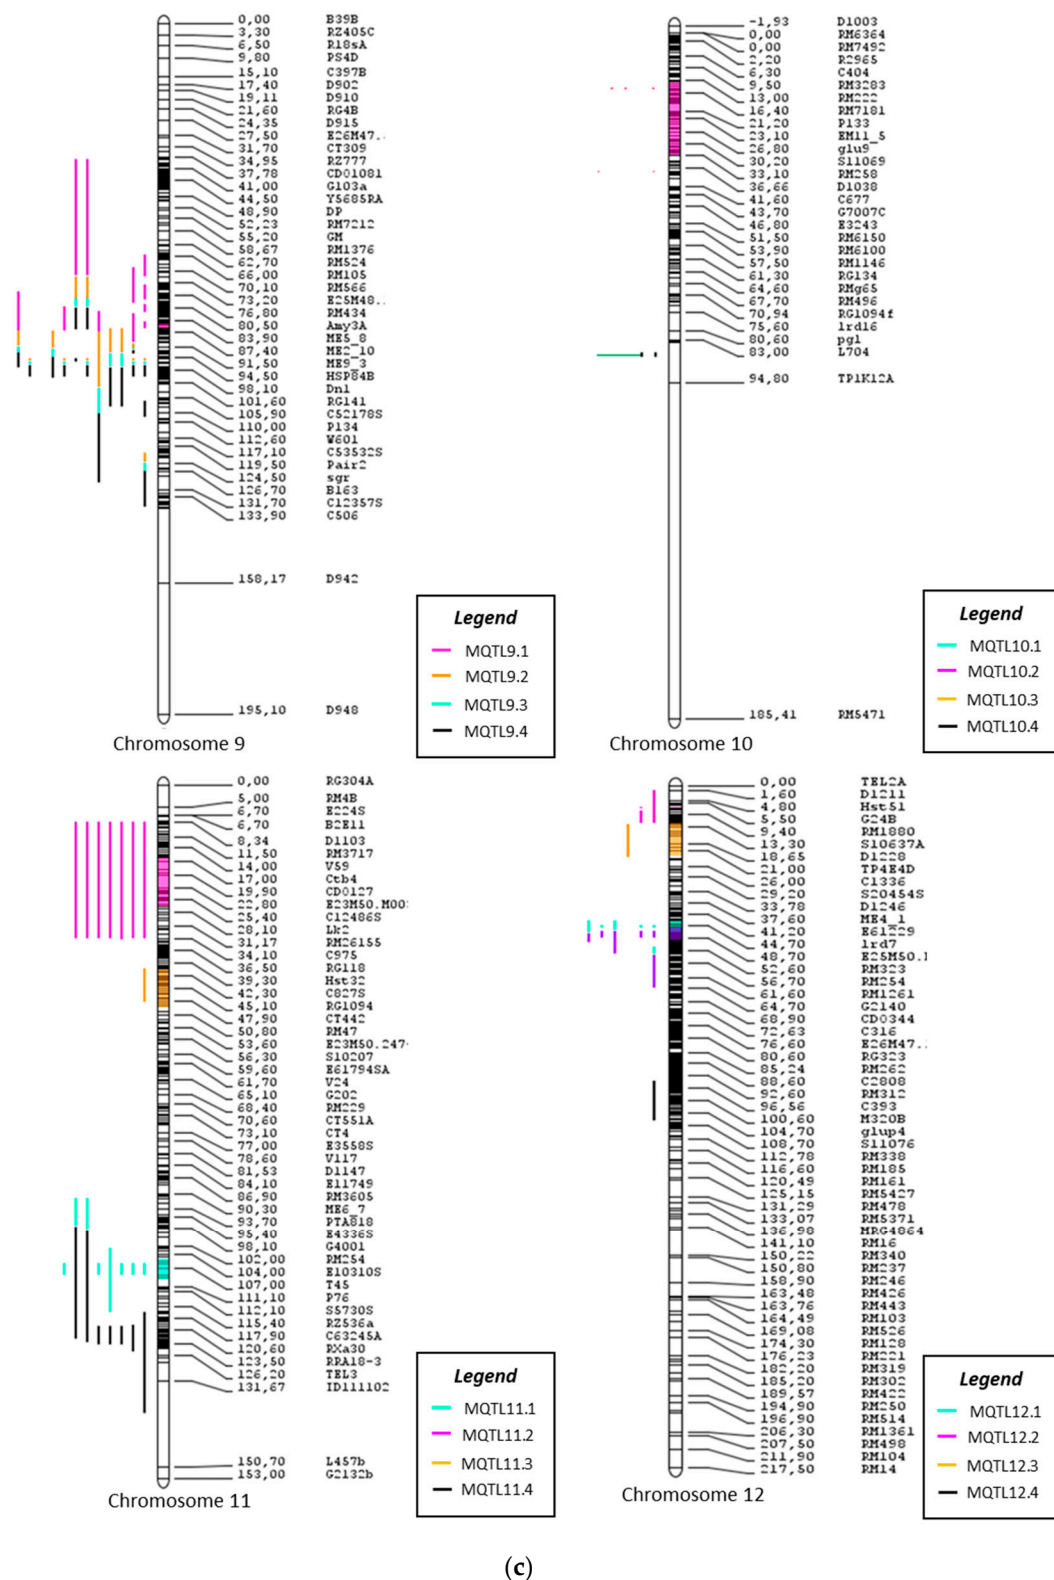 0,00 B39B
3,30 RZ405C
6,50 R18sA
9,80 PS4D
15,10 C397B
17,40 D902
19,11 D910
21,60 RG4B
24,35 D915
27,50 E26M47.
31,70 CT309
34,95 RZ777
37,78 CDO1081
41,00 G103a
44,50 Y5685RA
48,90 DP
52,23 RM7212
55,20 GM
58,67 RM1376
62,70 RM524
66,00 RM105
70,10 RM566
73,20 E25M48.
76,80 RM434
80,50 Amy3A
83,90 ME5_8
87,40 ME2_10
91,50 ME9_3
94,50 HSP84B
98,10 Dn1
101,60 RG141
105,90 C52178S
110,00 P134
112,60 W601
117,10 C53532S
119,50 Pair2
124,50 sgr
126,70 B163
131,70 C12357S
133,90 C506
158,17 D942
195,10 D948
Legend
MQTL9.1
MQTL9.2
MQTL9.3
MQTL9.4
Chromosome 9
-1,93 D1003
0,00 RM6364
0,00 RM7492
2,20 R2965
6,30 C404
9,50 RM3283
13,00 RM222
16,40 RM7181
21,20 P133
23,10 EM11_5
26,80 glu9
30,20 S11069
33,10 RM258
36,66 D1038
41,60 C677
43,70 G7007C
46,80 E3243
51,50 RM6150
53,90 RM6100
57,50 RM1146
61,30 RG134
64,60 RMg65
67,70 RM496
70,94 RG1094f
75,60 lrd16
80,60 pgl
83,00 L704
94,80 TP1K12A
185,41 RM5471
Legend
MQTL10.1
MQTL10.2
MQTL10.3
MQTL10.4
Chromosome 10
0,00 RG304A
5,00 RM4B
6,70 E224S
6,70 B2E11
8,34 D1103
11,50 RM3717
14,00 V59
17,00 Ctb4
19,90 CDO127
22,80 E23M50.M00
25,40 C12486S
28,10 Lk2
31,17 RM26155
34,10 C975
36,50 RG118
39,30 Hst32
42,30 C827S
45,10 RG1094
47,90 CT442
50,80 RM47
53,60 E23M50.247
56,30 S10207
59,60 E61794SA
61,70 V24
65,10 G202
68,40 RM229
70,60 CT551A
73,10 CT4
77,00 E3558S
78,60 V117
81,53 D1147
84,10 E11749
86,90 RM3605
90,30 ME6_7
93,70 PTA818
95,40 E4336S
98,10 G4001
102,00 RM254
104,00 E10310S
107,00 T45
111,10 P76
112,10 S5730S
115,40 RZ536a
117,90 C63245A
120,60 RXa30
123,50 RRA18-3
126,20 TEL3
131,67 ID111102
150,70 L457b
153,00 G2132b
Legend
MQTL11.1
MQTL11.2
MQTL11.3
MQTL11.4
Chromosome 11
0,00 TEL2A
1,60 D1211
4,80 Hst51
5,50 G24B
9,40 RM1880
13,30 S10637A
18,65 D1228
21,00 TP4E4D
26,00 C1336
29,20 S20454S
33,78 D1246
37,60 ME4_1
41,20 E61229
44,70 lrd7
48,70 E25M50.
52,60 RM323
56,70 RM254
61,60 RM1261
64,70 G2140
68,90 CDO344
72,63 C316
76,60 E26M47.
80,60 RG323
85,24 RM262
88,60 C2808
92,60 RM312
96,56 C393
100,60 M320B
104,70 glup4
108,70 S11076
112,78 RM338
116,60 RM185
120,49 RM161
125,15 RM5427
131,29 RM478
133,07 RM5371
136,98 MRG4864
141,10 RM16
150,22 RM340
150,80 RM237
158,90 RM246
163,48 RM426
163,76 RM443
164,49 RM103
169,08 RM526
174,30 RM128
176,23 RM221
182,20 RM319
185,20 RM302
189,57 RM422
194,90 RM250
196,90 RM514
206,30 RM1361
207,50 RM498
211,90 RM104
217,50 RM14
Legend
MQTL12.1
MQTL12.2
MQTL12.3
MQTL12.4
Chromosome 12
(c)